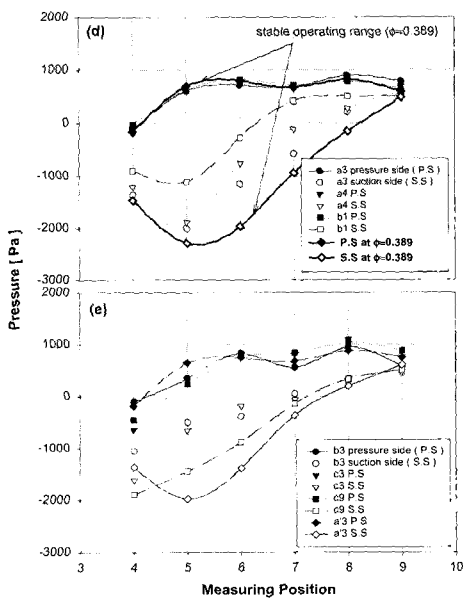 2000
(d)
stable operating range (ϕ=0.389)
1000
0
-1000
-2000
-3000
a3 pressure side ( P.S )
a3 suction side ( S.S )
a4 P.S
a4 S.S
b1 P.S
b1 S.S
P.S at ϕ=0.389
S.S at ϕ=0.389
Pressure [ Pa ]
2000
(e)
1000
0
-1000
-2000
-3000
b3 pressure side ( P.S )
b3 suction side ( S.S )
c3 P.S
c3 S.S
c9 P.S
c9 S.S
a'3 P.S
a'3 S.S
3 4 5 6 7 8 9 10
Measuring Position